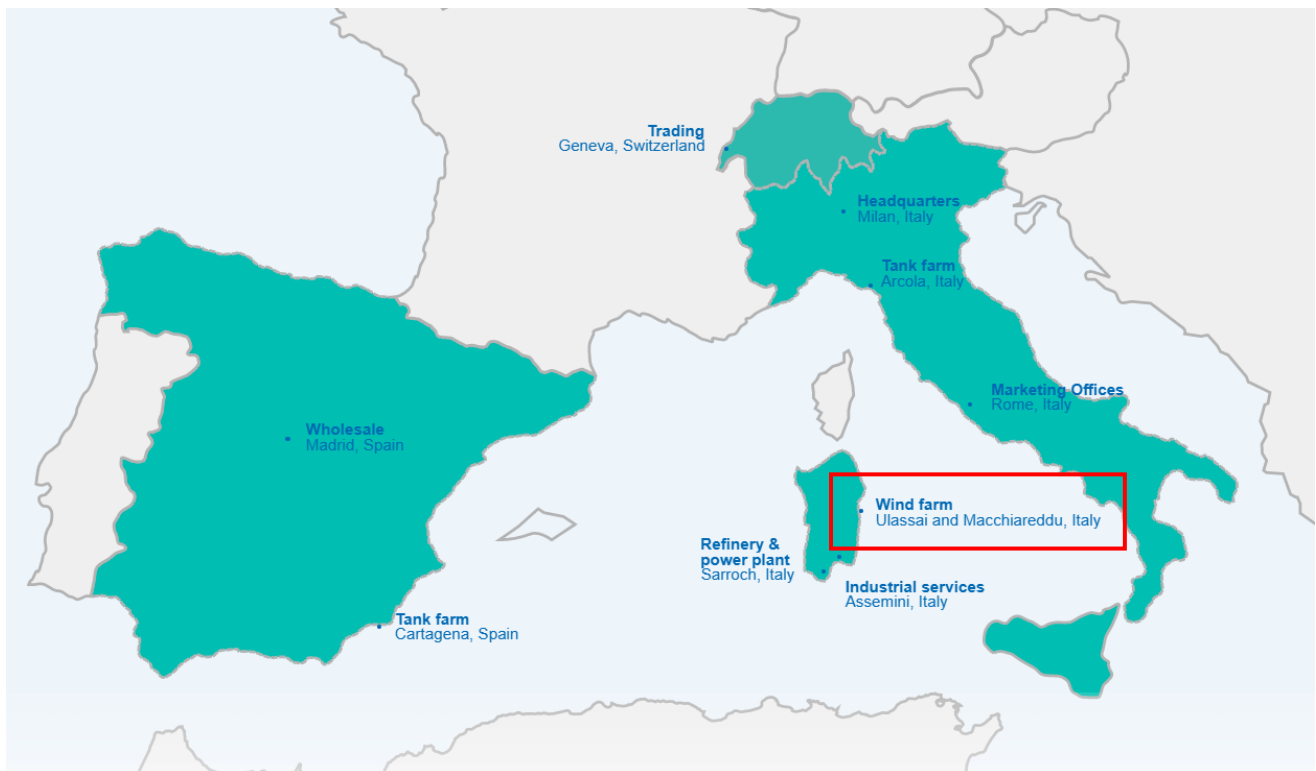 Trading
Geneva, Switzerland
Headquarters
Milan, Italy
Tank farm
Arcola, Italy
Marketing Offices
Rome, Italy
Wholesale
Madrid, Spain
Wind farm
Ulassai and Macchiareddu, Italy
Refinery &
power plant
Sarroch, Italy
Industrial services
Assemini, Italy
Tank farm
Cartagena, Spain